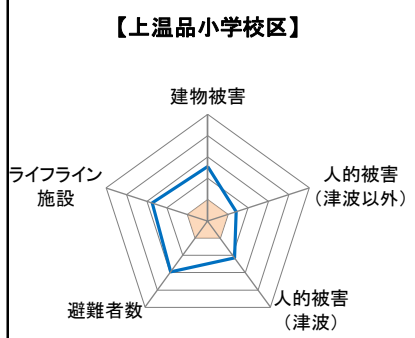 【上温品小学校区】
建物被害
ライフライン
施設
人的被害
(津波以外)
避難者数
人的被害
(津波)